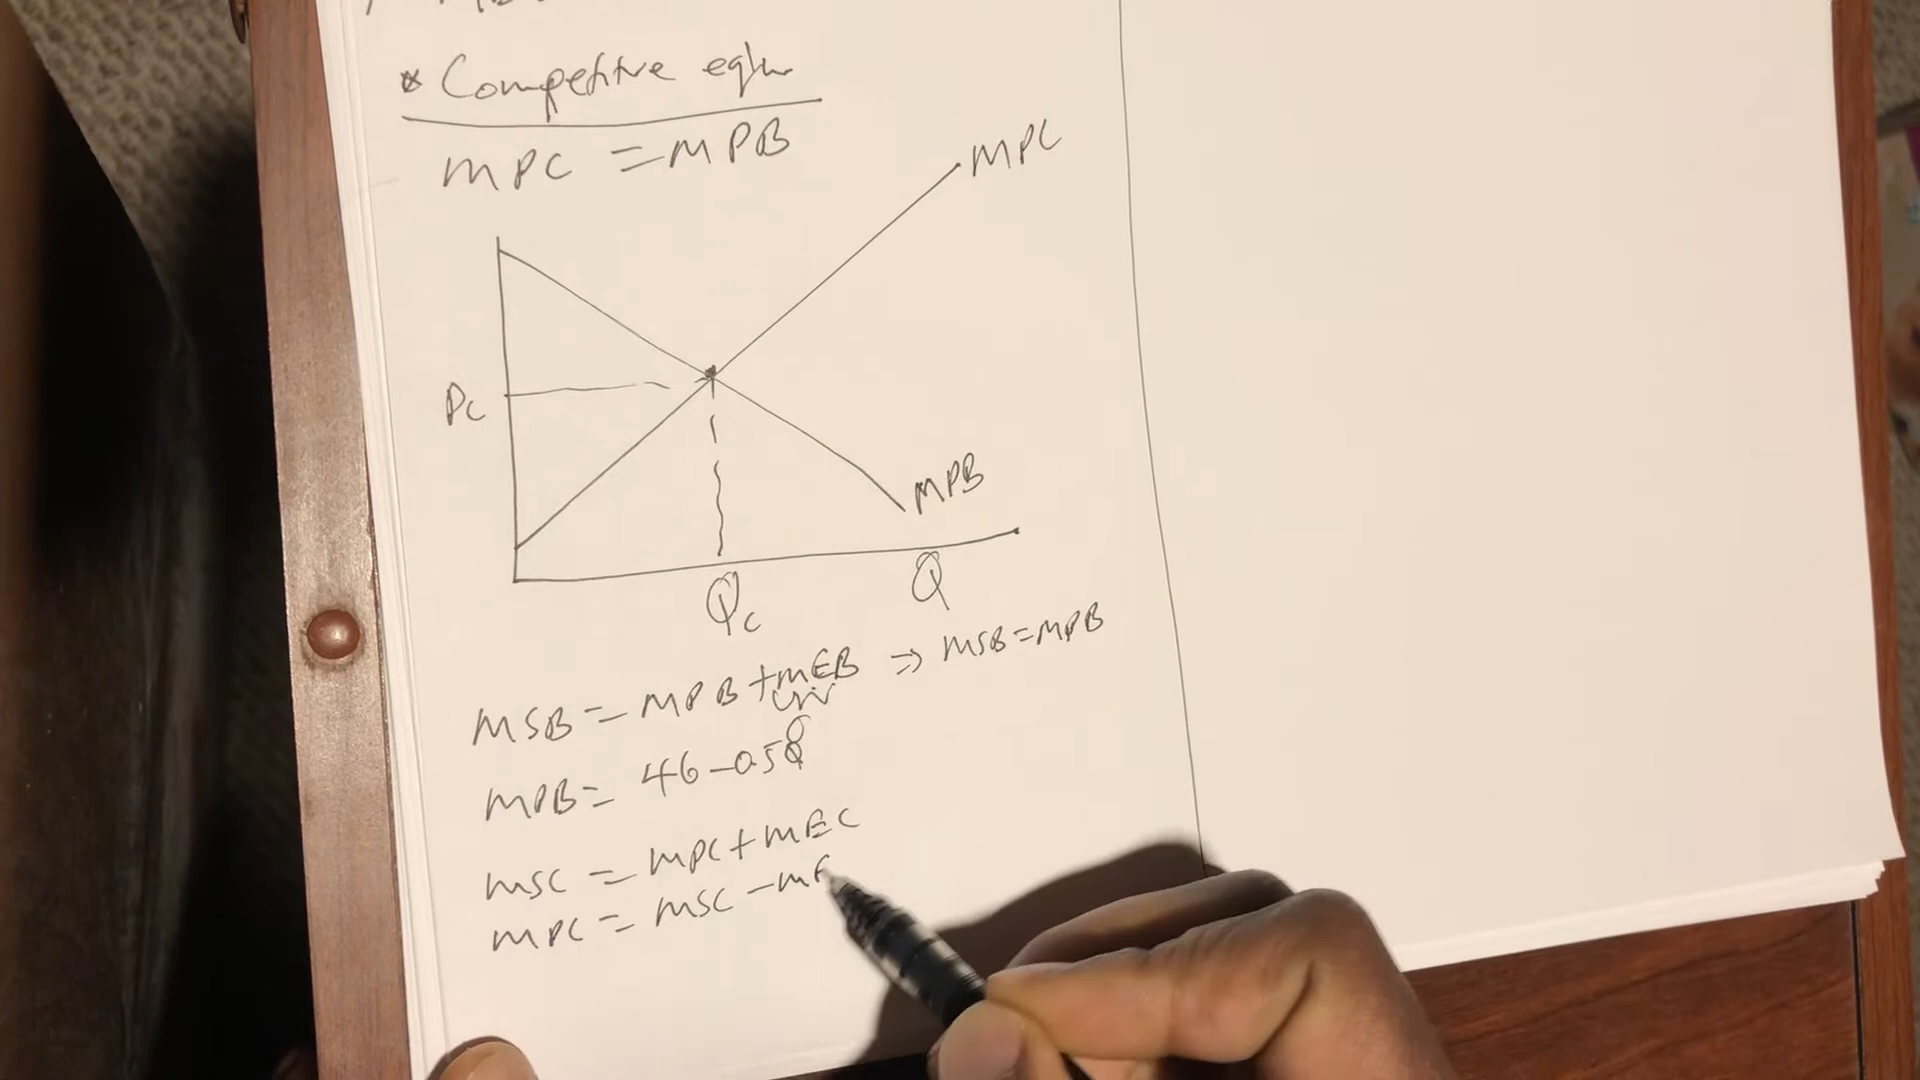 * Competitive eqlm
MPC = MPB
MPC
Pc
MPB
Qc
Q
MSB = MPB + MEB => MSB = MPB
MPB = 46 - 0.5Q
MSC = MPC + MEC
MPC = MSC - ME